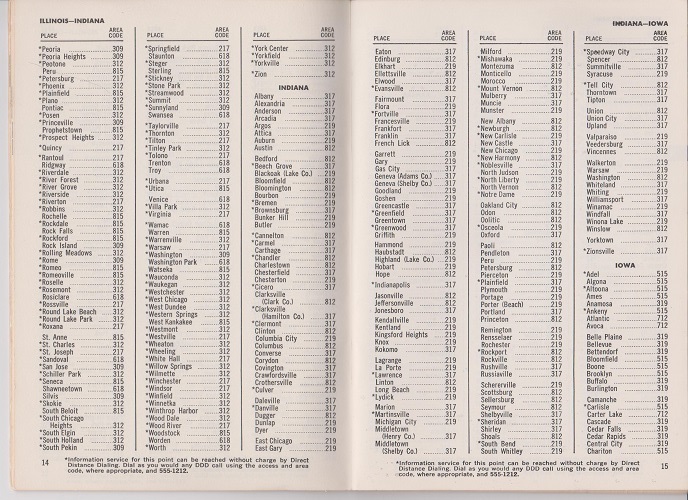 ILLINOIS—INDIANA
PLACE AREA CODE
*Peoria 309
*Peoria Heights 309
*Peotone 312
Peru 815
Petersburg 217
*Phoenix 312
*Plainfield 815
*Plano 312
Pontiac 815
*Posen 312
*Princeville 309
Prophetstown 815
*Prospect Heights 312
*Quincy 217
*Rantoul 217
Ridgway 618
*Riverdale 312
*River Forest 312
*River Grove 312
*Riverside 312
*Riverton 217
*Robbins 312
Rochelle 815
*Rockdale 815
Rock Falls 815
*Rockford 815
*Rock Island 309
*Rolling Meadows 312
*Rome 309
*Romeo 815
*Romeoville 815
*Roselle 312
*Rosemont 312
Rosiclare 618
*Rossville 217
*Round Lake Beach 312
*Round Lake Park 312
*Roxana 217
St. Anne 815
*St. Charles 312
*St. Joseph 217
*Sandoval 618
*San Jose 309
*Schiller Park 312
*Seneca 815
Shawneetown 618
Silvis 309
*Skokie 312
South Beloit 815
*South Chicago
Heights 312
*South Elgin 312
*South Holland 312
*South Pekin 309
PLACE AREA CODE
*Springfield 217
Staunton 618
*Steger 312
Sterling 815
*Stickney 312
*Stone Park 312
*Streamwood 312
*Summit 312
*Sunnyland 309
Swansea 618
*Taylorville 217
*Thornton 312
*Tilton 217
*Tinley Park 312
*Tolono 217
Trenton 618
Troy 618
*Urbana 217
*Utica 815
Venice 618
*Villa Park 312
*Virginia 217
*Wamac 618
Warren 815
*Warrenville 312
Warsaw 217
*Washington 309
*Washington Park 618
Watseka 815
*Wauconda 312
*Waukegan 312
*Westchester 312
*West Chicago 312
*West Dundee 312
*Western Springs 312
*West Kankakee 815
*Westmont 312
*Westville 217
*Wheaton 312
*Wheeling 312
*White Hall 217
*Willow Springs 312
*Wilmette 312
*Winchester 217
*Windsor 217
*Winfield 312
*Winnetka 312
*Winthrop Harbor 312
*Wood Dale 312
*Wood River 217
*Woodstock 815
Worden 618
*Worth 312
PLACE AREA CODE
*York Center 312
*Yorkfield 312
*Yorkville 312
*Zion 312
INDIANA
Albany 317
Alexandria 317
Anderson 317
Arcadia 317
Argos 219
Attica 317
Auburn 219
Austin 812
Bedford 812
*Beech Grove 317
Blackoak (Lake Co.) 219
Bloomfield 812
Bloomington 812
Bourbon 219
*Bremen 219
*Brownsburg 317
Bunker Hill 317
Butler 219
*Cannelton 812
*Carmel 317
Carthage 317
*Chandler 812
Charlestown 812
Chesterfield 317
Chesterton 219
*Cicero 317
Clarksville
(Clark Co.) 812
*Clarksville
(Hamilton Co.) 317
*Clermont 317
Clinton 317
Columbia City 219
Columbus 812
Converse 317
Corydon 812
Covington 317
Crawfordsville 317
Crothersville 812
*Culver 219
Daleville 317
*Danville 317
Dugger 812
Dunlap 219
Dyer 219
East Chicago 219
East Gary 219
*Information service for this point can be reached without charge by Direct
Distance Dialing. Dial as you would any DDD call using the access and area
code, where appropriate, and 555-1212.
14
INDIANA—IOWA
PLACE AREA CODE
Eaton 317
Edinburg 812
Elkhart 219
Ellettsville 812
Elwood 317
*Evansville 812
Fairmount 317
Flora 219
*Fortville 317
Francesville 219
Frankfort 317
Franklin 317
French Lick 812
Garrett 219
Gary 219
Gas City 317
Geneva (Adams Co.) 317
Geneva (Shelby Co.) 317
Goodland 219
Goshen 219
Greencastle 317
*Greenfield 317
Greentown 317
*Greenwood 317
Griffith 219
Hammond 219
Haubstadt 812
Highland (Lake Co.) 219
Hobart 219
Hope 812
*Indianapolis 317
Jasonville 812
Jeffersonville 812
Jonesboro 317
Kendallville 219
Kentland 219
Kingsford Heights 219
Knox 219
Kokomo 317
Lagrange 219
La Porte 219
*Lawrence 317
Linton 812
Long Beach 219
*Lydick 219
Marion 317
*Martinsville 317
Michigan City 219
Middletown
(Henry Co.) 317
Middletown
(Shelby Co.) 317
PLACE AREA CODE
Milford 219
*Mishawaka 219
Montezuma 812
Monticello 219
Morocco 219
*Mount Vernon 812
Mulberry 317
Muncie 317
Munster 219
New Albany 812
*Newburgh 812
*New Carlisle 219
New Castle 317
New Chicago 219
*New Harmony 812
*Noblesville 317
North Judson 219
*North Liberty 219
North Vernon 812
*Notre Dame 219
Oakland City 812
Odon 812
Oolitic 812
*Osceola 219
Oxford 317
Paoli 812
Pendleton 317
Peru 317
Petersburg 812
Pierceton 219
*Plainfield 317
Plymouth 219
Portage 219
Porter (Beach) 219
Portland 317
Princeton 812
Remington 219
Rensselaer 219
Rochester 219
*Rockport 812
Rockville 317
Rushville 317
Russiaville 317
Schererville 219
Scottsburg 812
Sellersburg 812
Seymour 812
Shelbyville 317
*Sheridan 317
Shirley 317
Shoals 812
*South Bend 219
South Whitley 219
PLACE AREA CODE
*Speedway City 317
Spencer 812
Summitville 317
Syracuse 219
*Tell City 812
Thorntown 317
Tipton 317
Union 812
Union City 317
Upland 317
Valparaiso 219
Veedersburg 317
Vincennes 812
Walkerton 219
Warsaw 219
Washington 812
Whiteland 317
Whiting 219
Williamsport 317
Winamac 219
Windfall 317
Winona Lake 219
Winslow 812
Yorktown 317
*Zionsville 317
IOWA
*Adel 515
Algona 515
*Altoona 515
Ames 515
Anamosa 319
*Ankeny 515
Atlantic 712
Avoca 712
Belle Plaine 319
Bellevue 319
Bettendorf 319
Bloomfield 515
Boone 515
Brooklyn 515
Buffalo 319
Burlington 319
Camanche 319
*Carlisle 515
Carter Lake 712
Cascade 319
Cedar Falls 319
Cedar Rapids 319
Central City 319
Chariton 515
*Information service for this point can be reached without charge by Direct
Distance Dialing. Dial as you would any DDD call using the access and area
code, where appropriate, and 555-1212.
15